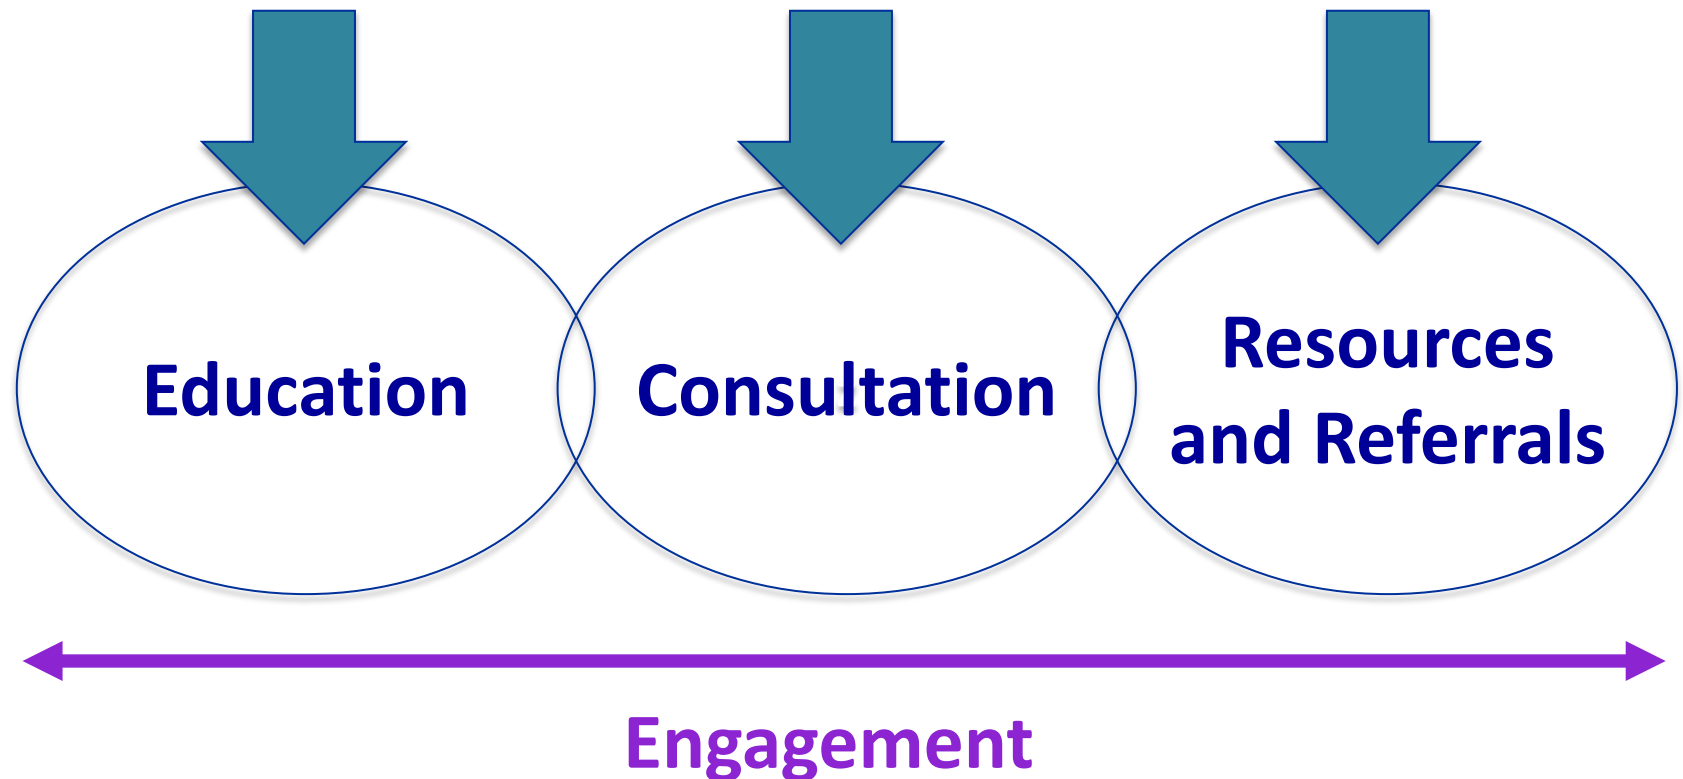 Education
Consultation
Resources
and Referrals
Engagement